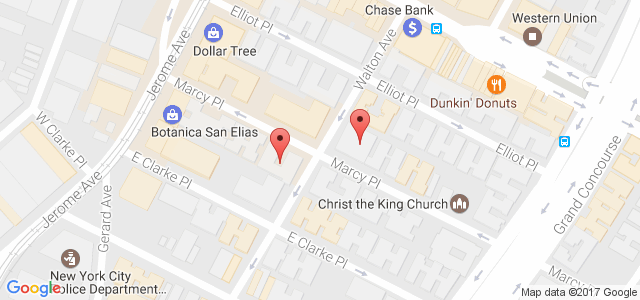 Chase Bank
Western Union
Elliot Pl
Dollar Tree
Jerome Ave
Walton Ave
Marcy Pl
Elliot Pl
Dunkin' Donuts
Botanica San Elias
W Clarke Pl
E Clarke Pl
Elliot Pl
Marcy Pl
Grand Concourse
Jerome Ave
Gerard Ave
Christ the King Church
E Clarke Pl
New York City
Police Department...
Marcy
Google
Google
Map data ©2017 Google